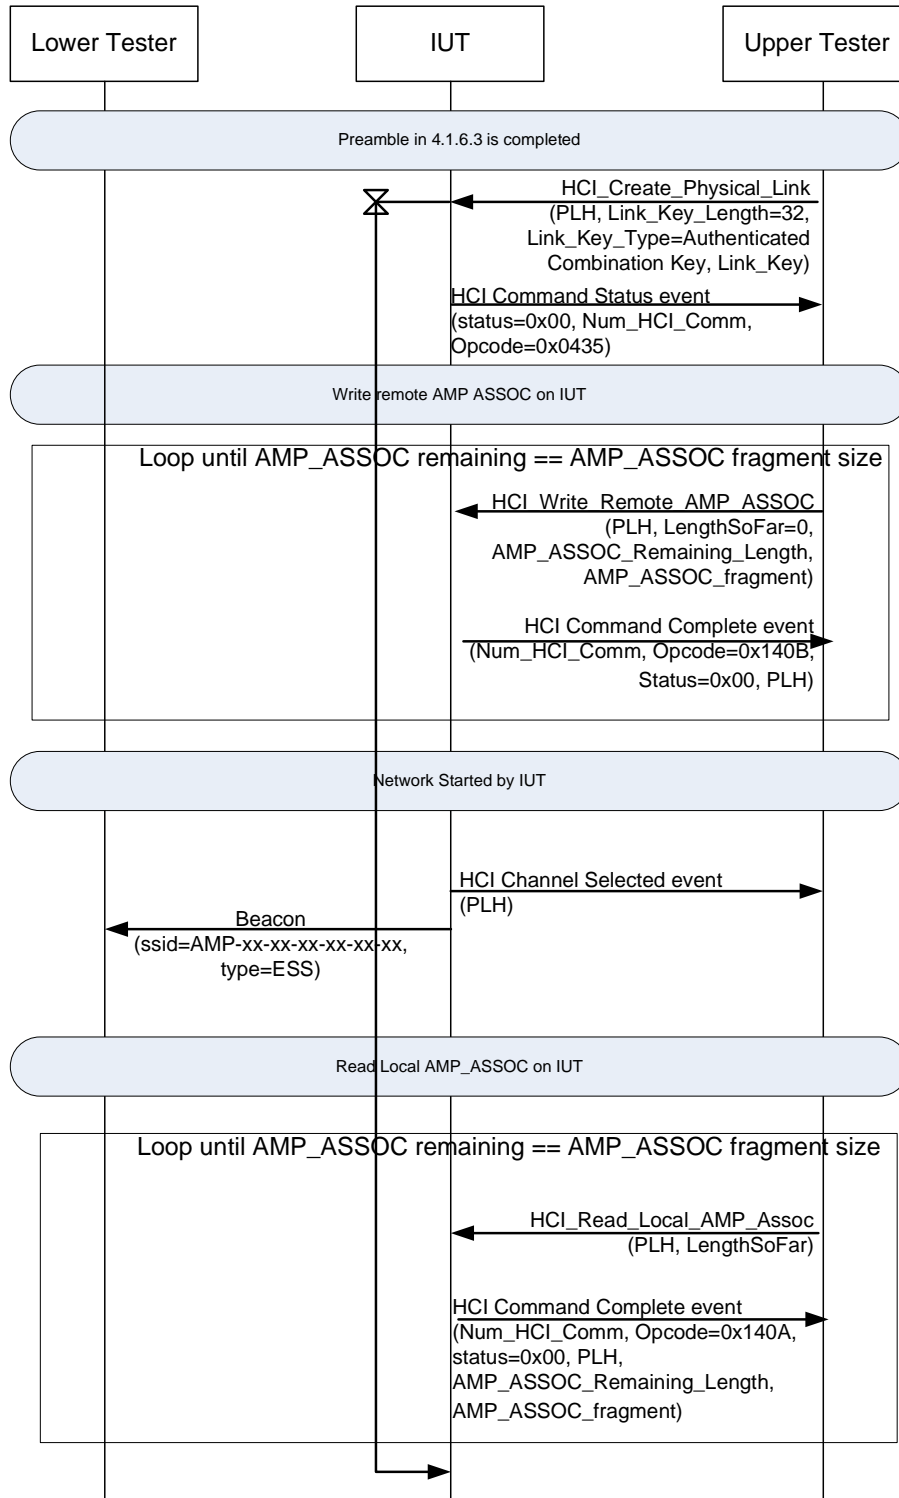 Lower Tester
IUT
Upper Tester
Preamble in 4.1.6.3 is completed
HCI_Create_Physical_Link
(PLH, Link_Key_Length=32,
Link_Key_Type=Authenticated
Combination Key, Link_Key)
HCI Command Status event
(status=0x00, Num_HCI_Comm,
Opcode=0x0435)
Write remote AMP ASSOC on IUT
Loop until AMP_ASSOC remaining == AMP_ASSOC fragment size
HCI_Write_Remote_AMP_ASSOC
(PLH, LengthSoFar=0,
AMP_ASSOC_Remaining_Length,
AMP_ASSOC_fragment)
HCI Command Complete event
(Num_HCI_Comm, Opcode=0x140B,
Status=0x00, PLH)
Network Started by IUT
HCI Channel Selected event
(PLH)
Beacon
(ssid=AMP-xx-xx-xx-xx-xx-xx,
type=ESS)
Read Local AMP_ASSOC on IUT
Loop until AMP_ASSOC remaining == AMP_ASSOC fragment size
HCI_Read_Local_AMP_Assoc
(PLH, LengthSoFar)
HCI Command Complete event
(Num_HCI_Comm, Opcode=0x140A,
status=0x00, PLH,
AMP_ASSOC_Remaining_Length,
AMP_ASSOC_fragment)